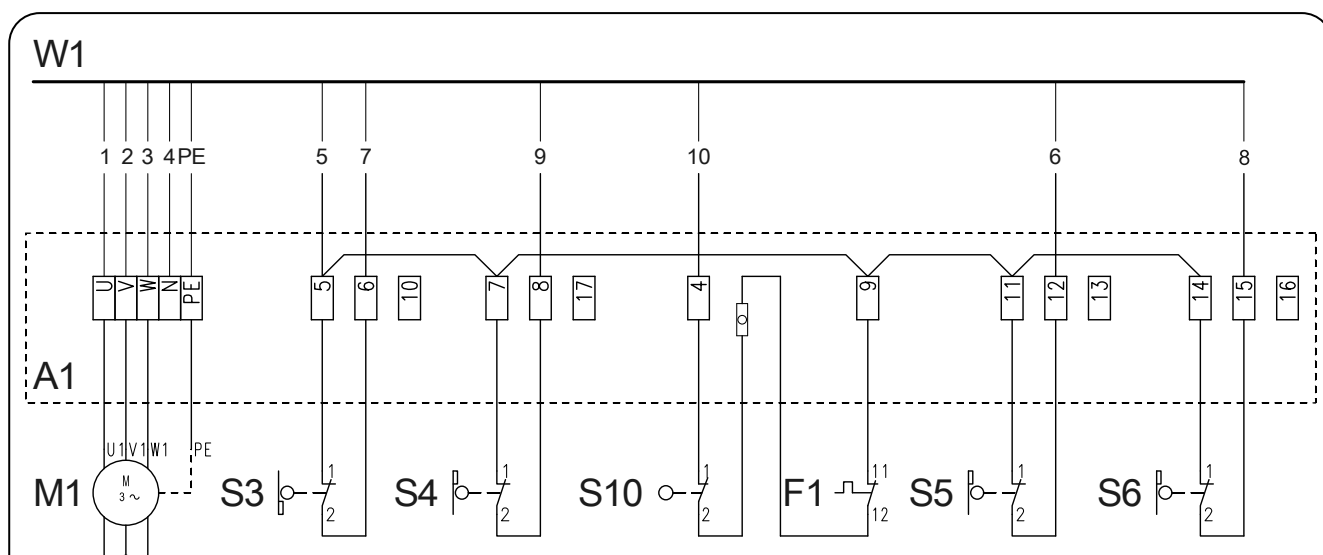 W1
1 2 3 4 PE 5 7 9 10 6 8
U V W N PE 5 6 10 7 8 17 4 9 11 12 13 14 15 16
A1
U1 V1 W1 PE
M1 M 3 ~ S3 1 2 S4 1 2 S10 1 2 F1 11 12 S5 1 2 S6 1 2